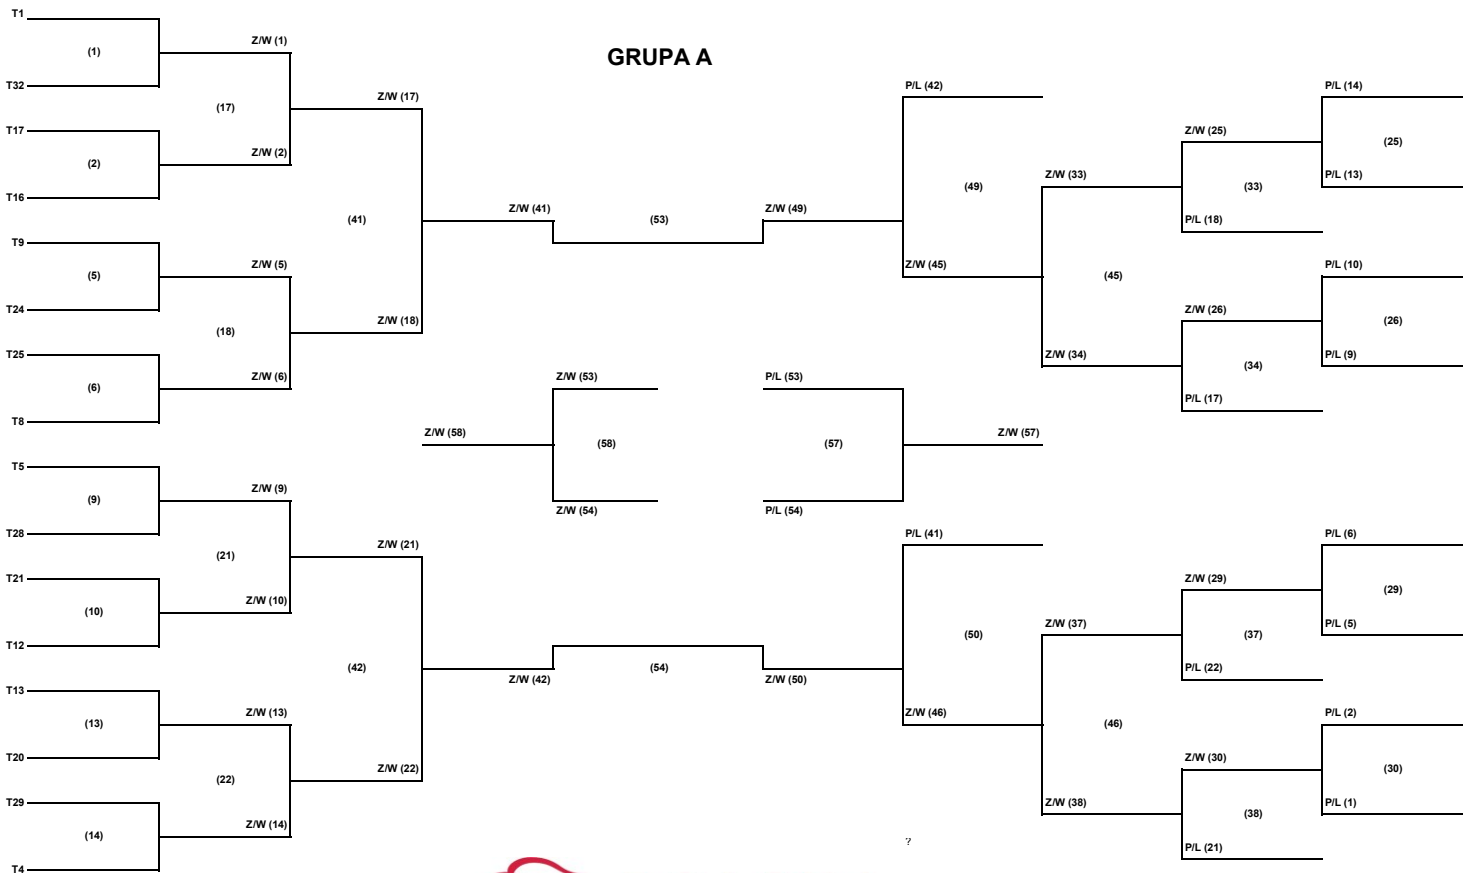 GRUPA A
T1
(1)
T32
Z/W (1)
(17)
T17
(2)
T16
Z/W (2)
Z/W (17)
(41)
T9
(5)
T24
Z/W (5)
(18)
T25
(6)
T8
Z/W (6)
Z/W (18)
Z/W (41)
(53)
Z/W (49)
T5
(9)
T28
Z/W (9)
(21)
T21
(10)
T12
Z/W (10)
Z/W (21)
(42)
T13
(13)
T20
Z/W (13)
(22)
T29
(14)
T4
Z/W (14)
Z/W (22)
Z/W (42)
(54)
Z/W (50)
Z/W (58)
Z/W (53)
(58)
Z/W (54)
P/L (53)
(57)
P/L (54)
Z/W (57)
P/L (42)
(49)
Z/W (45)
Z/W (33)
(45)
Z/W (34)
Z/W (25)
(33)
P/L (18)
P/L (14)
(25)
P/L (13)
Z/W (26)
(34)
P/L (17)
P/L (10)
(26)
P/L (9)
P/L (41)
(50)
Z/W (46)
Z/W (37)
(46)
Z/W (38)
Z/W (29)
(37)
P/L (22)
P/L (6)
(29)
P/L (5)
Z/W (30)
(38)
P/L (21)
P/L (2)
(30)
P/L (1)
?